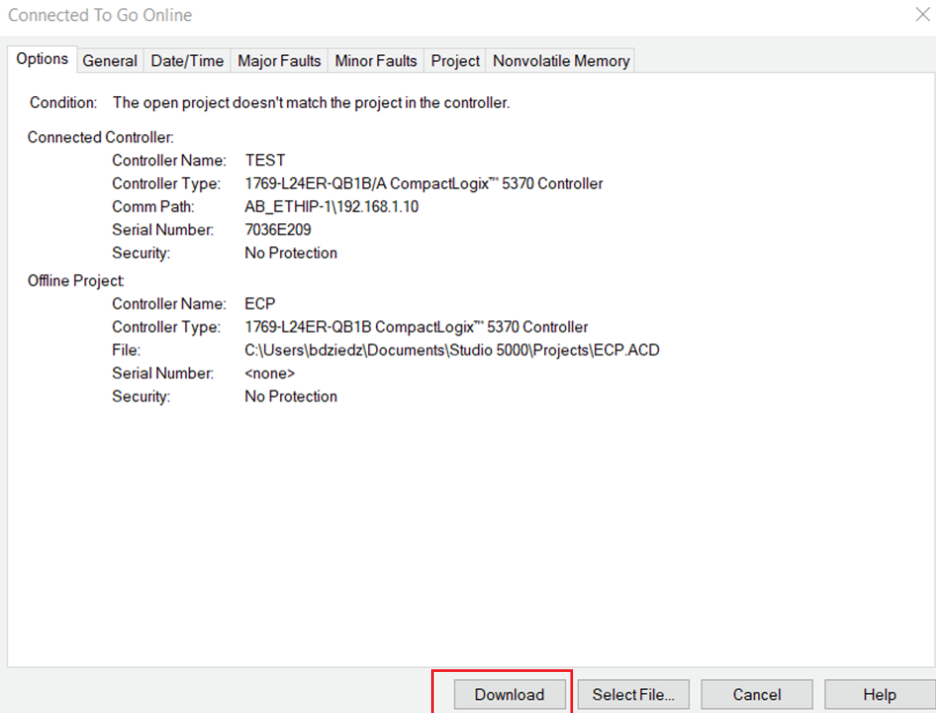 Connected To Go Online
Options General Date/Time Major Faults Minor Faults Project Nonvolatile Memory
Condition: The open project doesn't match the project in the controller.
Connected Controller:
Controller Name: TEST
Controller Type: 1769-L24ER-QB1B/A CompactLogix™ 5370 Controller
Comm Path: AB_ETHIP-1\192.168.1.10
Serial Number: 7036E209
Security: No Protection
Offline Project:
Controller Name: ECP
Controller Type: 1769-L24ER-QB1B CompactLogix™ 5370 Controller
File: C:\Users\bdziedz\Documents\Studio 5000\Projects\ECP.ACD
Serial Number: <none>
Security: No Protection
Download Select File... Cancel Help